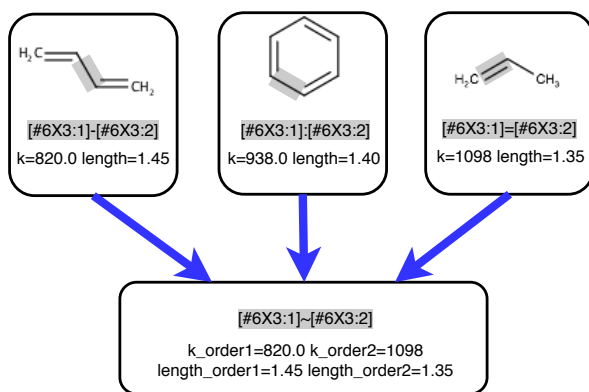 H₂C
CH₂
[#6X3:1]-[#6X3:2]
k=820.0 length=1.45
[#6X3:1]:[#6X3:2]
k=938.0 length=1.40
H₂C
CH₃
[#6X3:1]=[#6X3:2]
k=1098 length=1.35
[#6X3:1]~[#6X3:2]
k_order1=820.0 k_order2=1098
length_order1=1.45 length_order2=1.35